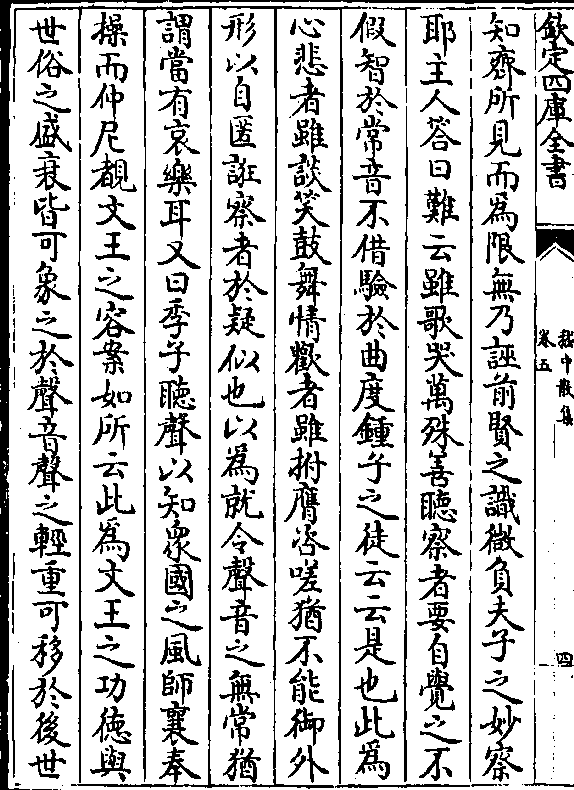 欽定四庫全書
嵇中散集
卷五
四
知齊所見而為限無乃誣前賢之識微負夫子之妙察
耶主人答曰難云雖歌哭萬殊善聽察者要自覺之不
假智於常音不借驗於曲度鍾子之徒云云是也此為
心悲者雖談笑鼓舞情歡者雖拊膺咨嗟猶不能御外
形以自匿誑察者於疑似也以為就令聲音之無常猶
謂當有哀樂耳又曰季子聽聲以知衆國之風師襄奉
操而仲尼覩文王之容案如所云此為文王之功徳與
世俗之盛衰皆可象之於聲音聲之輕重可移於後世